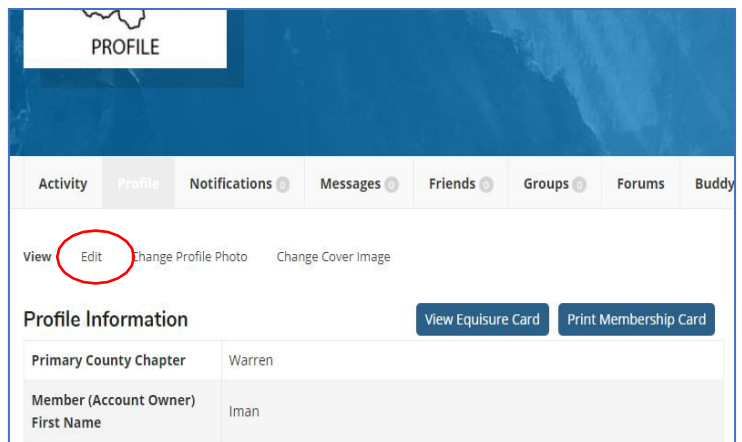 PROFILE
Activity Profile Notifications 0 Messages 0 Friends 0 Groups 0 Forums Buddy
View Edit Change Profile Photo Change Cover Image
Profile Information View Equisure Card Print Membership Card
Primary County Chapter Warren
Member (Account Owner)
First Name Iman